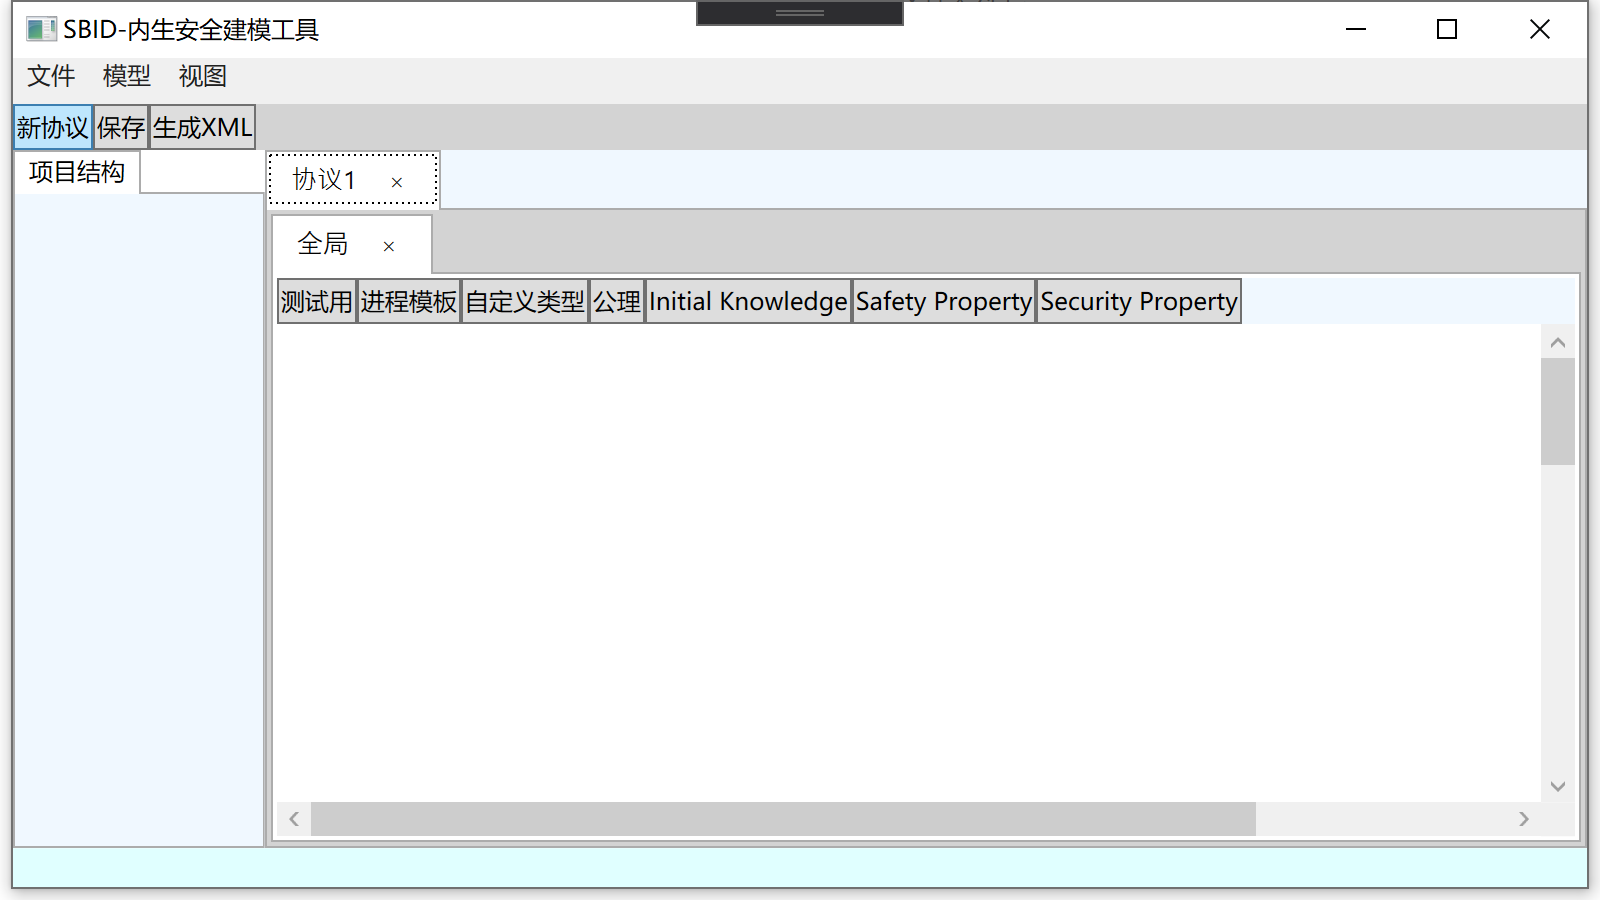 SBID-内生安全建模工具
文件 模型 视图
新协议 保存 生成XML
项目结构
协议1 ×
全局 ×
测试用 进程模板 自定义类型 公理 Initial Knowledge Safety Property Security Property